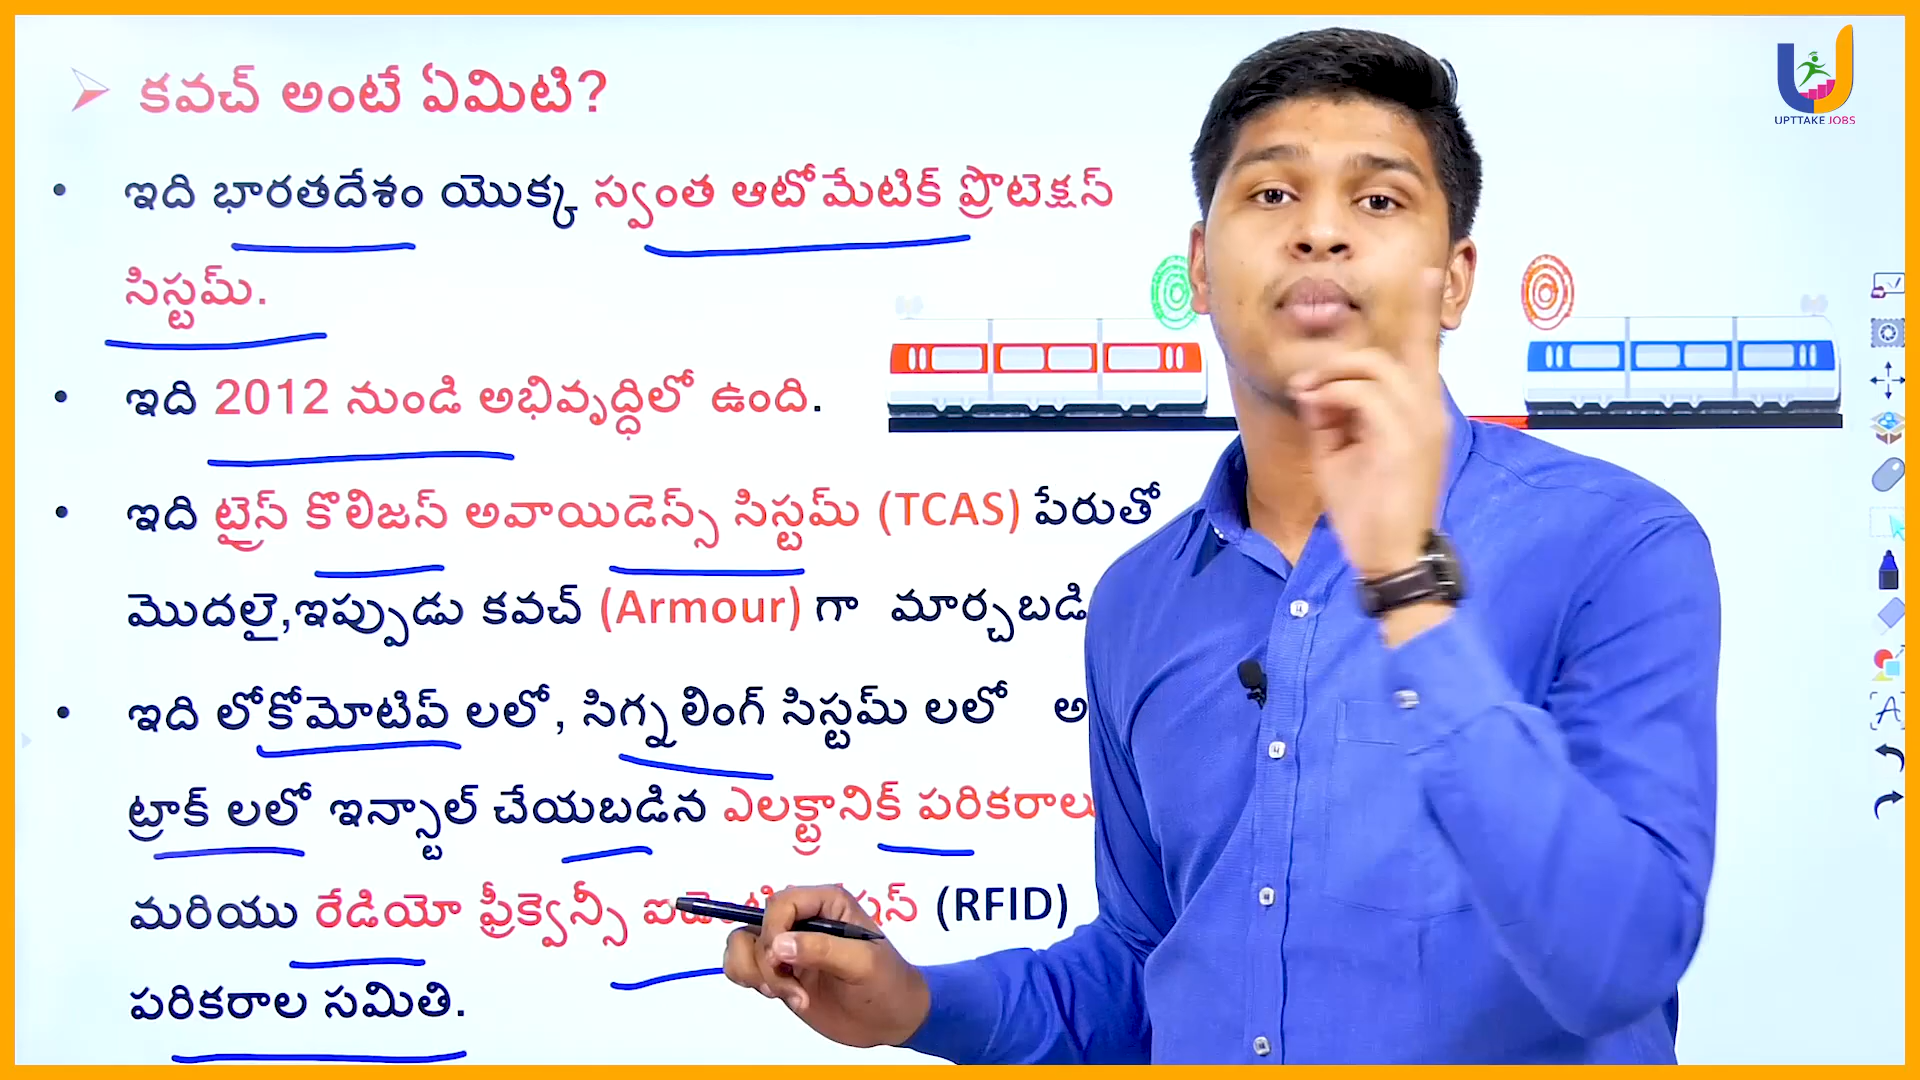 కవచ్ అంటే ఏమిటి?
UPTTAKE JOBS
ఇది భారతదేశం యొక్క స్వంత ఆటోమేటిక్ ప్రొటెక్షన్
సిస్టమ్.
ఇది 2012 నుండి అభివృద్ధిలో ఉంది.
ఇది ట్రైన్ కొలిజన్ అవాయిడెన్స్ సిస్టమ్ (TCAS) పేరుతో
మొదలై,ఇప్పుడు కవచ్ (Armour) గా మార్చబడి
ఇది లోకోమోటివ్ లలో, సిగ్నలింగ్ సిస్టమ్ లలో
ట్రాక్ లలో ఇన్స్టాల్ చేయబడిన ఎలక్ట్రానిక్ పరికరాలు
మరియు రేడియో ఫ్రీక్వెన్సీ (RFID)
పరికరాల సమితి.